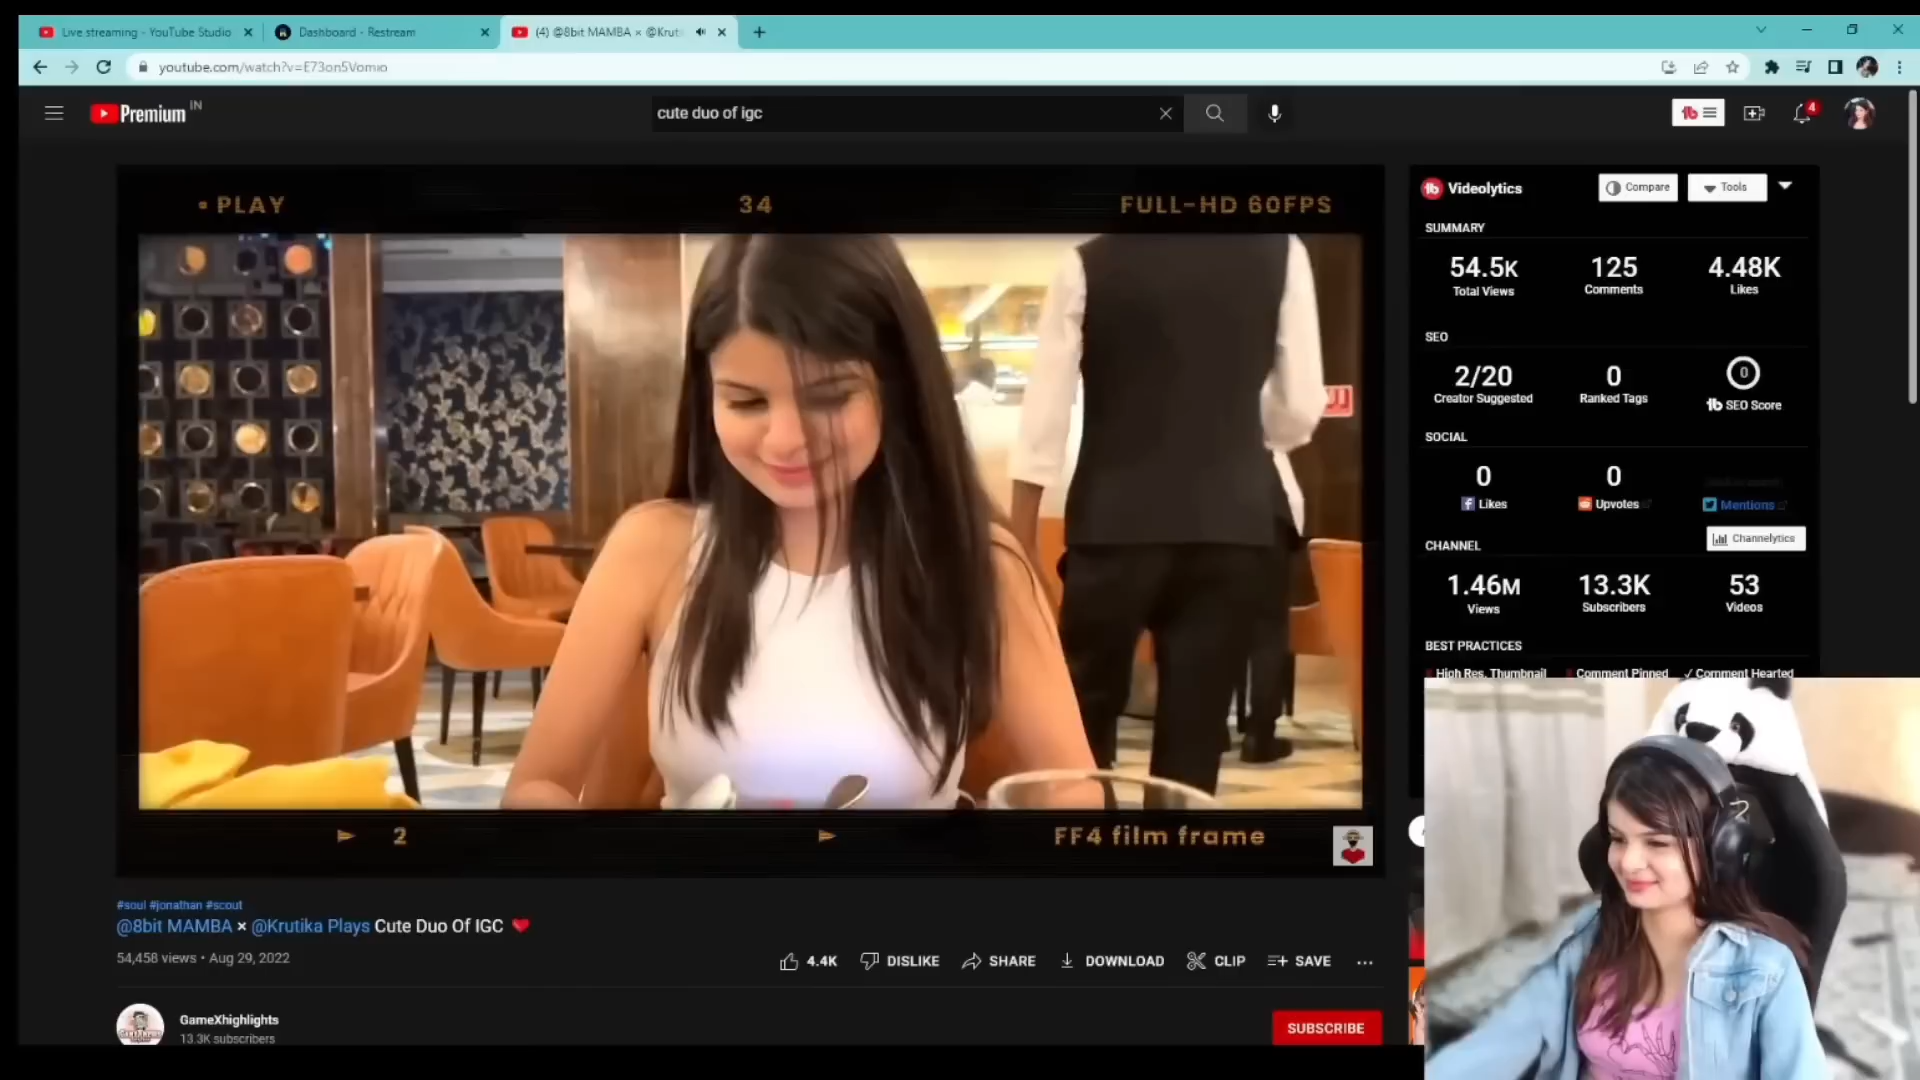 Live streaming - YouTube Studio
Dashboard - Restream
(4) @8bit MAMBA × @Kruti
youtube.com/watch?v=E73on5Vomio
Premium IN
cute duo of igc
4
• PLAY
34
FULL-HD 60FPS
2
FF4 film frame
#soul #jonathan #scout
@8bit MAMBA × @Krutika Plays Cute Duo Of IGC ❤
54,458 views • Aug 29, 2022
4.4K
DISLIKE
SHARE
DOWNLOAD
CLIP
SAVE
GameXhighlights
13.3K subscribers
SUBSCRIBE
Videolytics
Compare
Tools
SUMMARY
54.5K
125
4.48K
Total Views
Comments
Likes
SEO
2/20
0
0
Creator Suggested
Ranked Tags
SEO Score
SOCIAL
0
0
Likes
Upvotes
Mentions
CHANNEL
Channelytics
1.46M
13.3K
53
Views
Subscribers
Videos
BEST PRACTICES
High Res. Thumbnail
Comment Pinned
✓ Comment Hearted